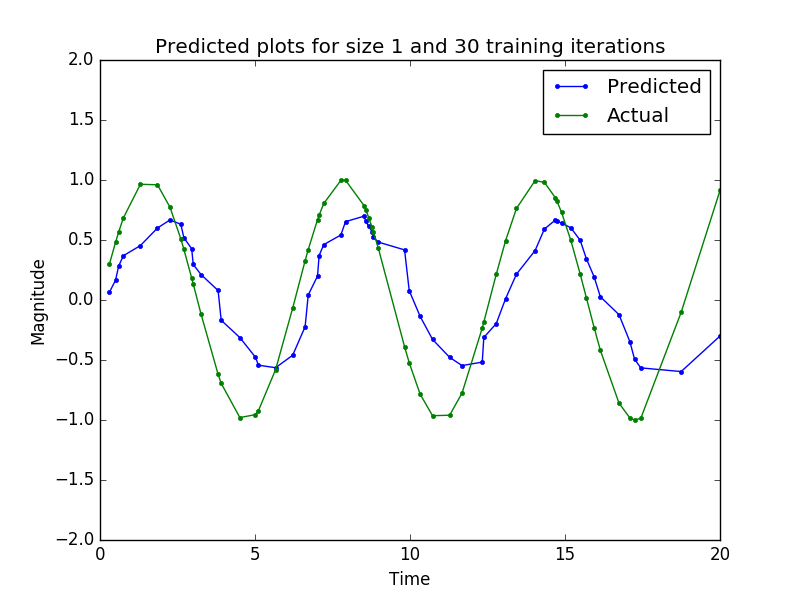 Predicted plots for size 1 and 30 training iterations
2.0
1.5
1.0
0.5
0.0
−0.5
−1.0
−1.5
−2.0
Magnitude
0 5 10 15 20
Time
Predicted
Actual